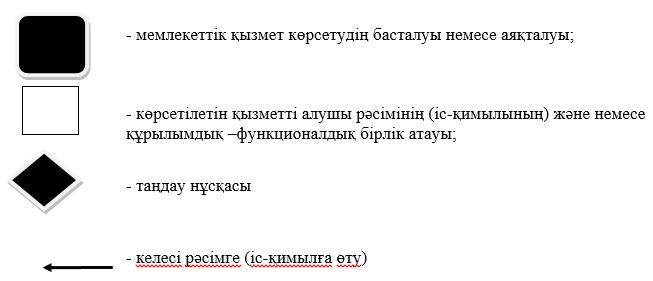 - мемлекеттік қызмет көрсетудің басталуы немесе аяқталуы;
- көрсетілетін қызметті алушы рәсімінің (іс-қимылының) және немесе
құрылымдық –функционалдық бірлік атауы;
- таңдау нұсқасы
- келесі рәсімге (іс-қимылға өту)